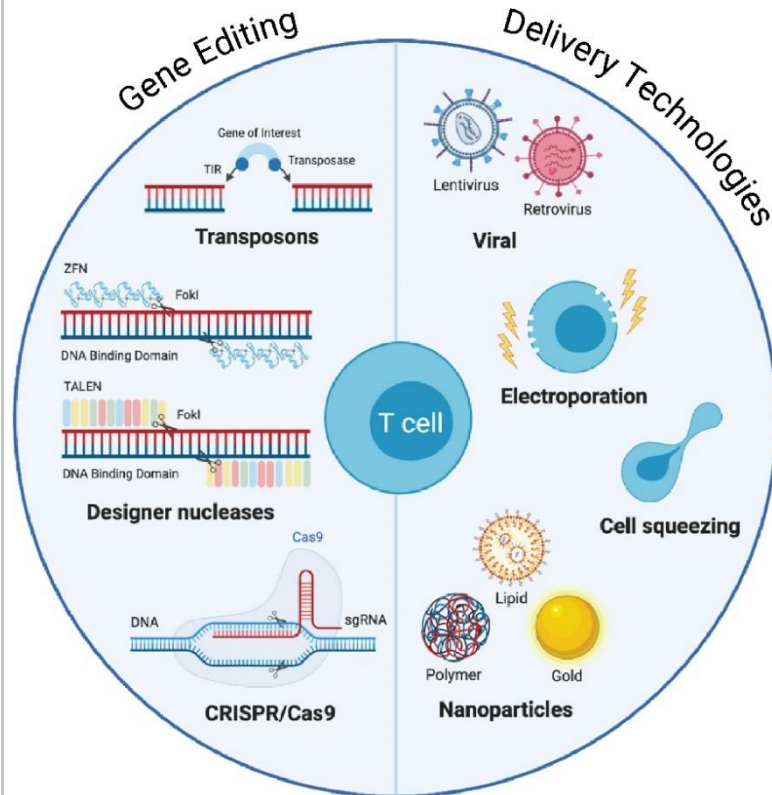 Gene Editing
Delivery Technologies
Gene of Interest
TIR
Transposase
Transposons
ZFN
FokI
DNA Binding Domain
TALEN
FokI
DNA Binding Domain
Designer nucleases
Cas9
DNA
sgRNA
CRISPR/Cas9
T cell
Lentivirus
Retrovirus
Viral
Electroporation
Cell squeezing
Lipid
Polymer
Gold
Nanoparticles